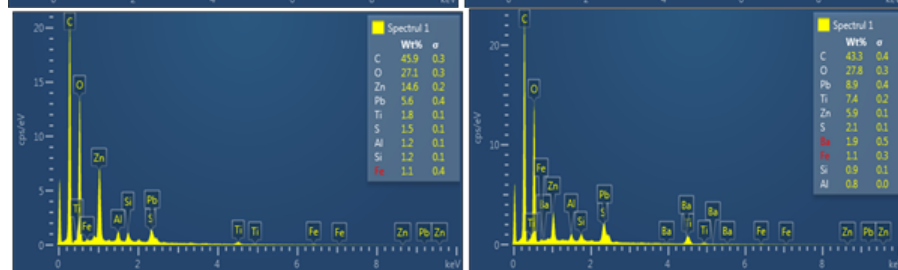 0 2 4 6 8 keV
Spectrul 1
Wt% σ
C 45.9 0.3
O 27.1 0.3
Zn 14.6 0.2
Pb 5.6 0.4
Ti 1.8 0.1
S 1.5 0.1
Al 1.2 0.1
Si 1.2 0.1
Fe 1.1 0.4
cps/eV
20
15
10
5
0
C
O
Zn
Ti
Fe
Al
Si
Pb
S
Ti
Ti
Fe
Fe
Zn
Pb
Zn
0 2 4 6 8 keV
Spectrul 1
Wt% σ
C 43.3 0.4
O 27.8 0.3
Pb 8.9 0.4
Ti 7.4 0.2
Zn 5.9 0.1
S 2.1 0.1
Ba 1.9 0.5
Fe 1.1 0.3
Si 0.9 0.1
Al 0.8 0.0
cps/eV
20
10
0
C
O
Fe
Ba
Zn
Ti
Al
Si
Pb
S
Ba
Ba
Ti
Ti
Ba
Ba
Fe
Fe
Zn
Pb
Zn